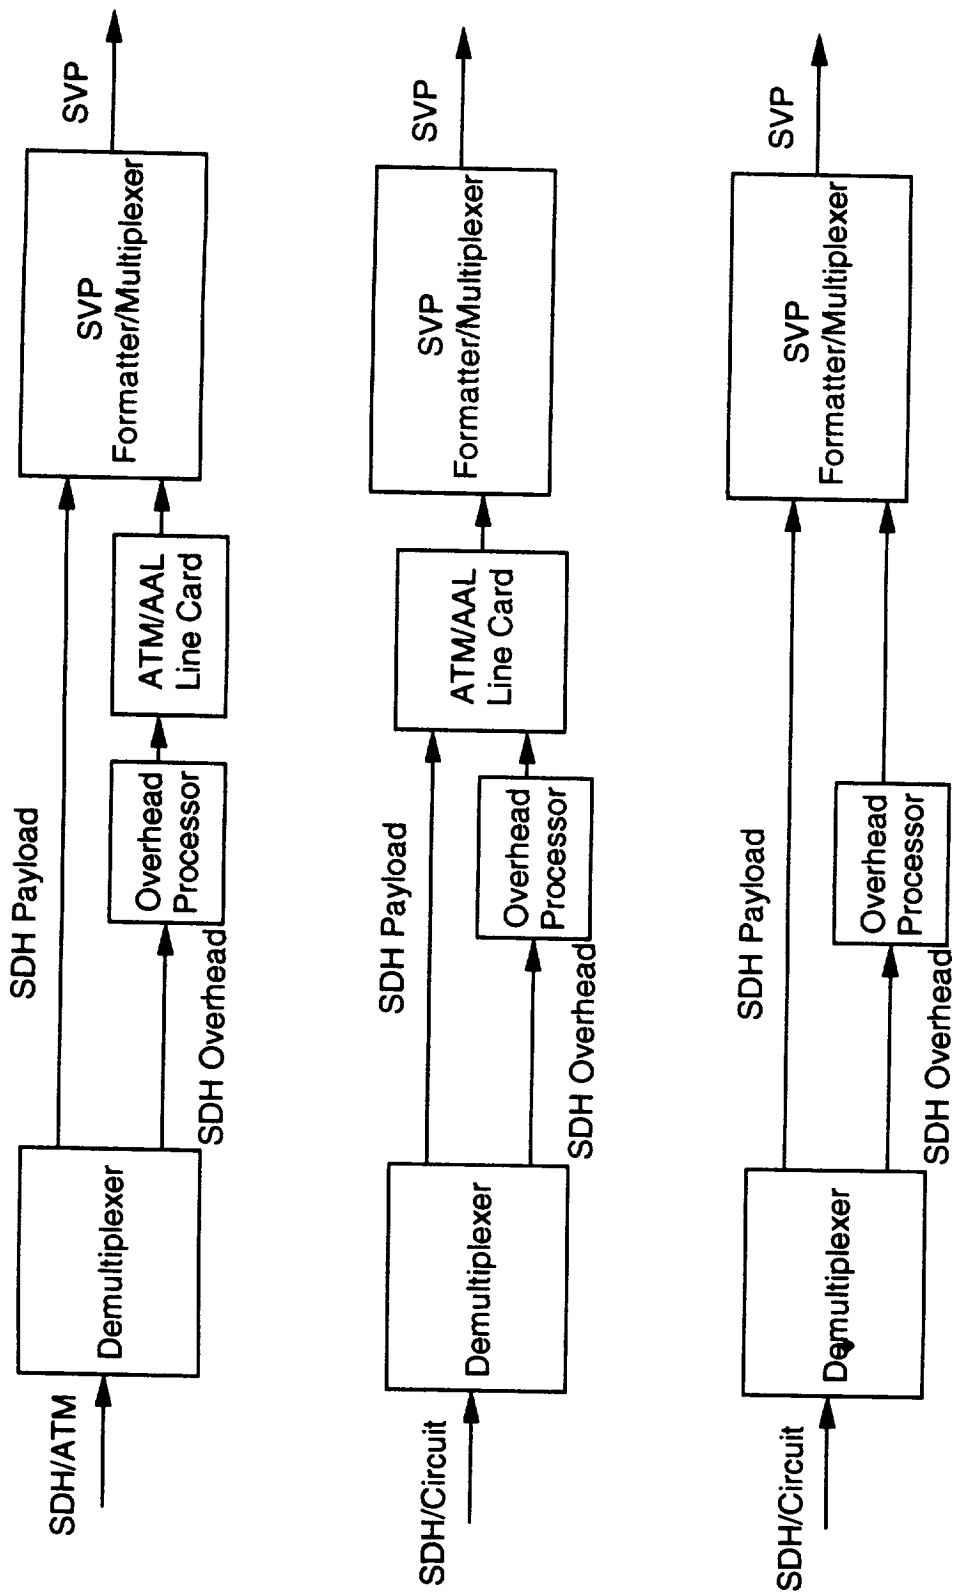 SDH/ATM
Demultiplexer
SDH Payload
SDH Overhead
Overhead
Processor
ATM/AAL
Line Card
SVP
Formatter/Multiplexer
SVP
SDH/Circuit
Demultiplexer
SDH Payload
SDH Overhead
Overhead
Processor
ATM/AAL
Line Card
SVP
Formatter/Multiplexer
SVP
SDH/Circuit
Demultiplexer
SDH Payload
SDH Overhead
Overhead
Processor
SVP
Formatter/Multiplexer
SVP